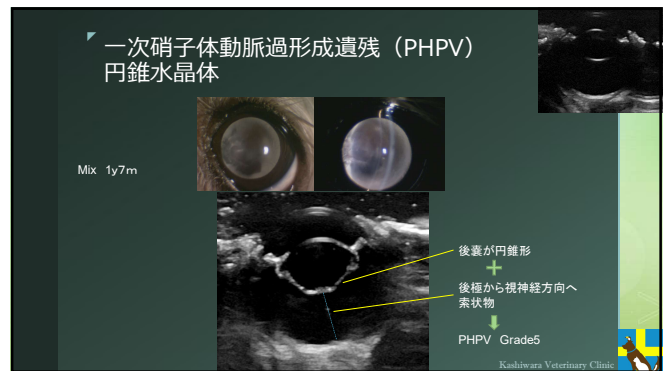 一次硝子体動脈過形成遺残（PHPV）
円錐水晶体
Mix 1y7m
後嚢が円錐形
＋
後極から視神経方向へ
索状物
PHPV Grade5
Kashiwara Veterinary Clinic